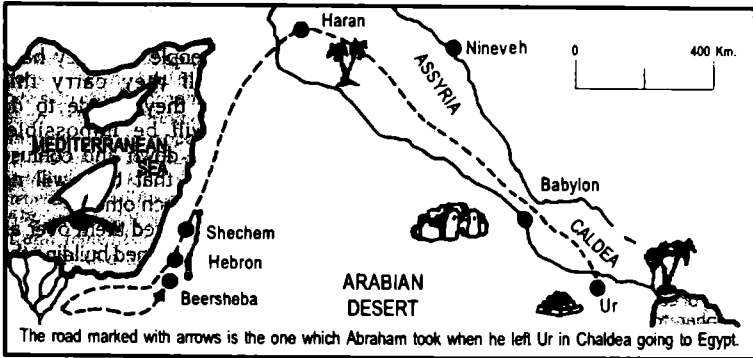 Haran
Nineveh
0 400 Km.
ASSYRIA
MEDITERRANEAN
SEA
Babylon
CALDEA
Shechem
Hebron
Beersheba
ARABIAN
DESERT
Ur
The road marked with arrows is the one which Abraham took when he left Ur in Chaldea going to Egypt.